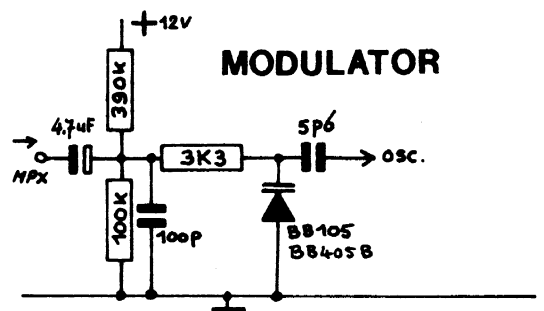 +12V
MODULATOR
390K
4.7uF
5p6
MPX
3K3
OSC.
100K
100p
BB105
BB405B